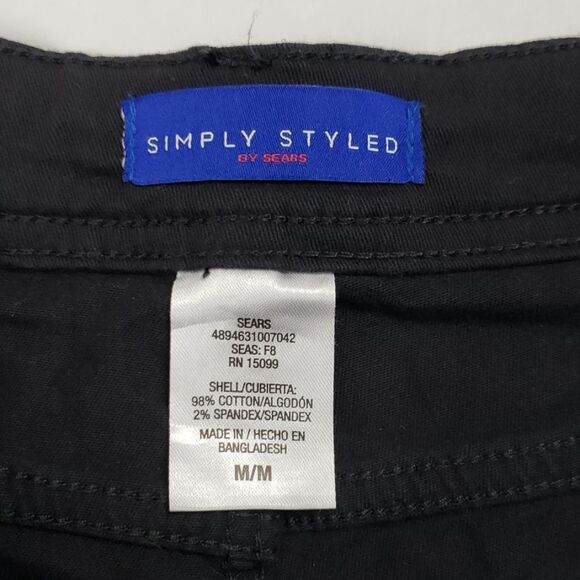 SIMPLY STYLED
BY SEARS
SEARS
4894631007042
SEAS: F8
RN 15099
SHELL/CUBIERTA:
98% COTTON/ALGODÓN
2% SPANDEX/SPANDEX
MADE IN / HECHO EN
BANGLADESH
M/M